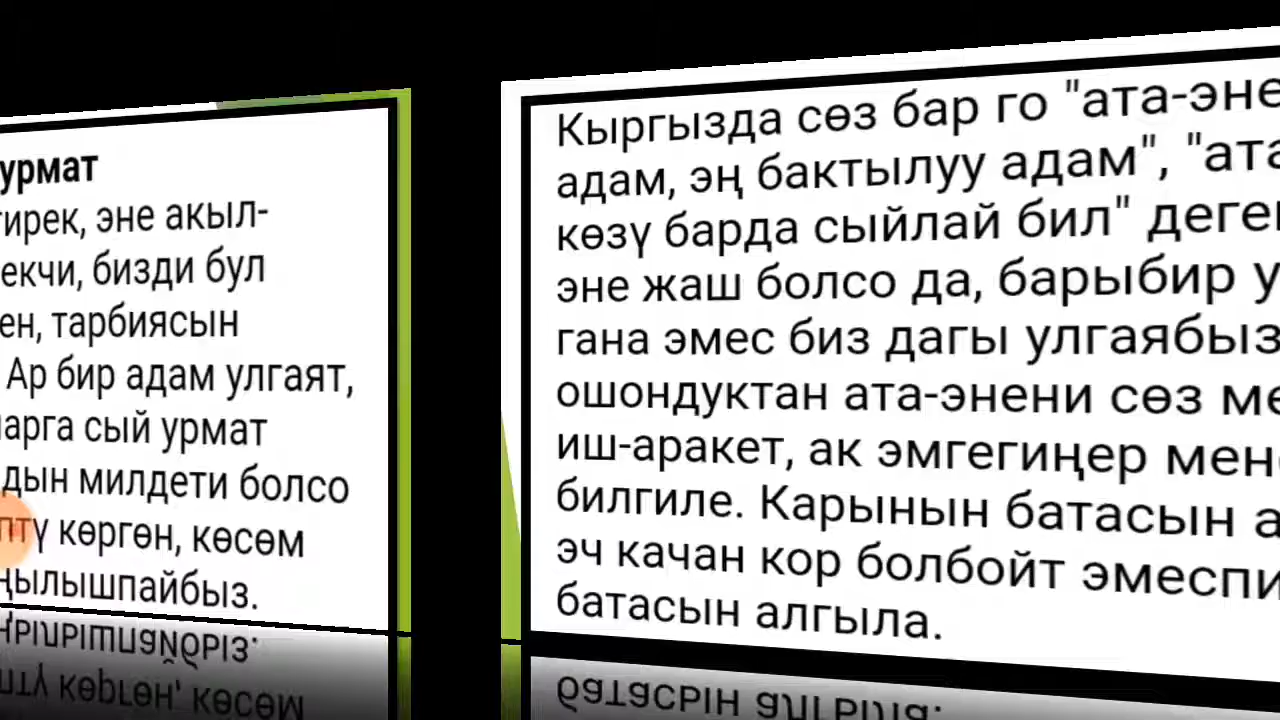 урмат
тирек, эне акыл-
екчи, бизди бул
ен, тарбиясын
Ар бир адам улгаят,
арга сый урмат
дын милдети болсо
птү көргөн, көсөм
ңылышпайбыз.
Кыргызда сөз бар го "ата-эне
адам, эң бактылуу адам", "ата
көзү барда сыйлай бил" деге
эне жаш болсо да, барыбир у
гана эмес биз дагы улгаябыз
ошондуктан ата-энени сөз ме
иш-аракет, ак эмгегиңер мен
билгиле. Карынын батасын а
эч качан кор болбойт эмеспи
батасын алгыла.